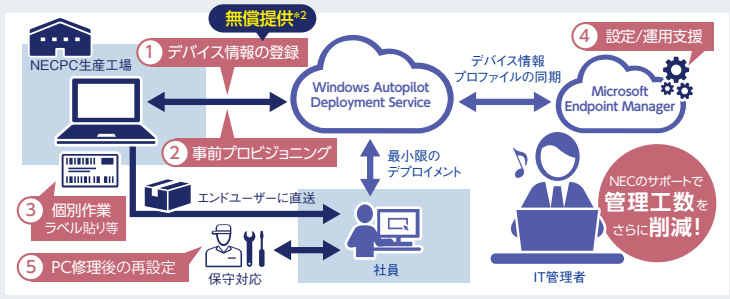 無償提供*2
NECPC生産工場
1 デバイス情報の登録
Windows Autopilot
Deployment Service
デバイス情報
プロファイルの同期
4 設定/運用支援
Microsoft
Endpoint Manager
2 事前プロビジョニング
最小限の
デプロイメント
3 個別作業
ラベル貼り等
エンドユーザーに直送
NECのサポートで
管理工数を
さらに削減!
5 PC修理後の再設定
保守対応
社員
IT管理者